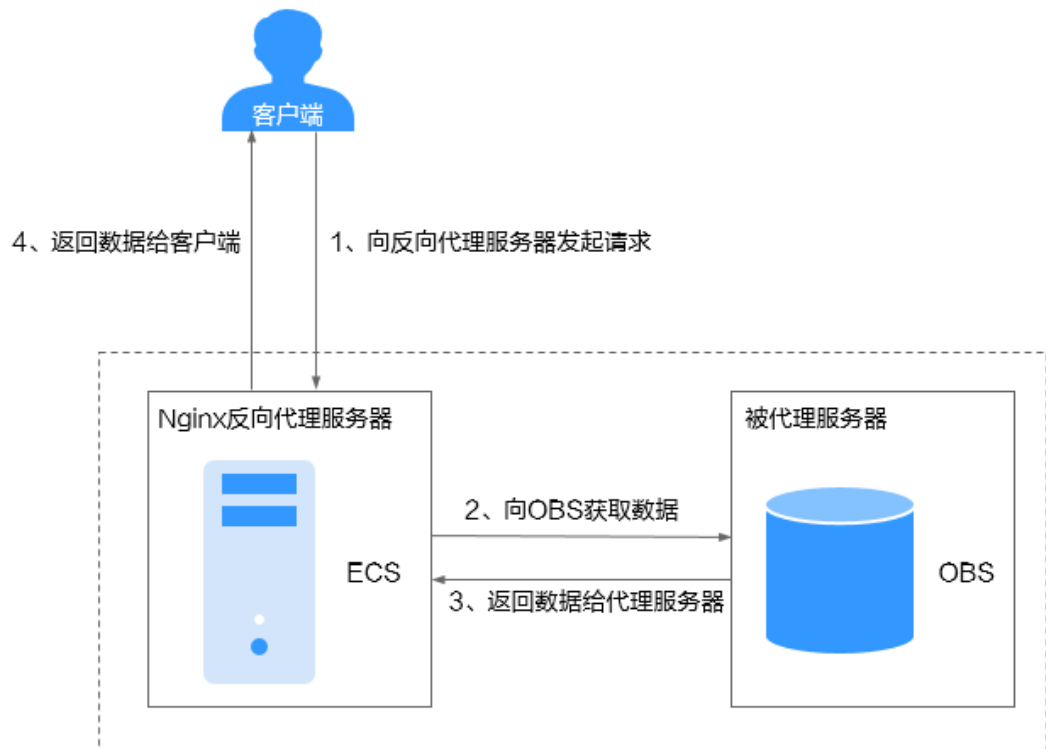 客户端
4、返回数据给客户端
1、向反向代理服务器发起请求
Nginx反向代理服务器
被代理服务器
2、向OBS获取数据
ECS
OBS
3、返回数据给代理服务器